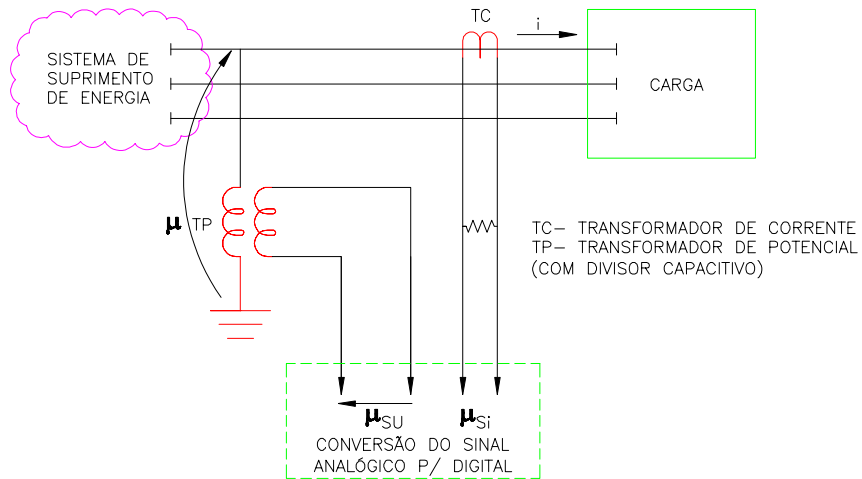 TC
i
SISTEMA DE
SUPRIMENTO
DE ENERGIA
CARGA
μ TP
TC– TRANSFORMADOR DE CORRENTE
TP– TRANSFORMADOR DE POTENCIAL
(COM DIVISOR CAPACITIVO)
μSU μSi
CONVERSÃO DO SINAL
ANALÓGICO P/ DIGITAL